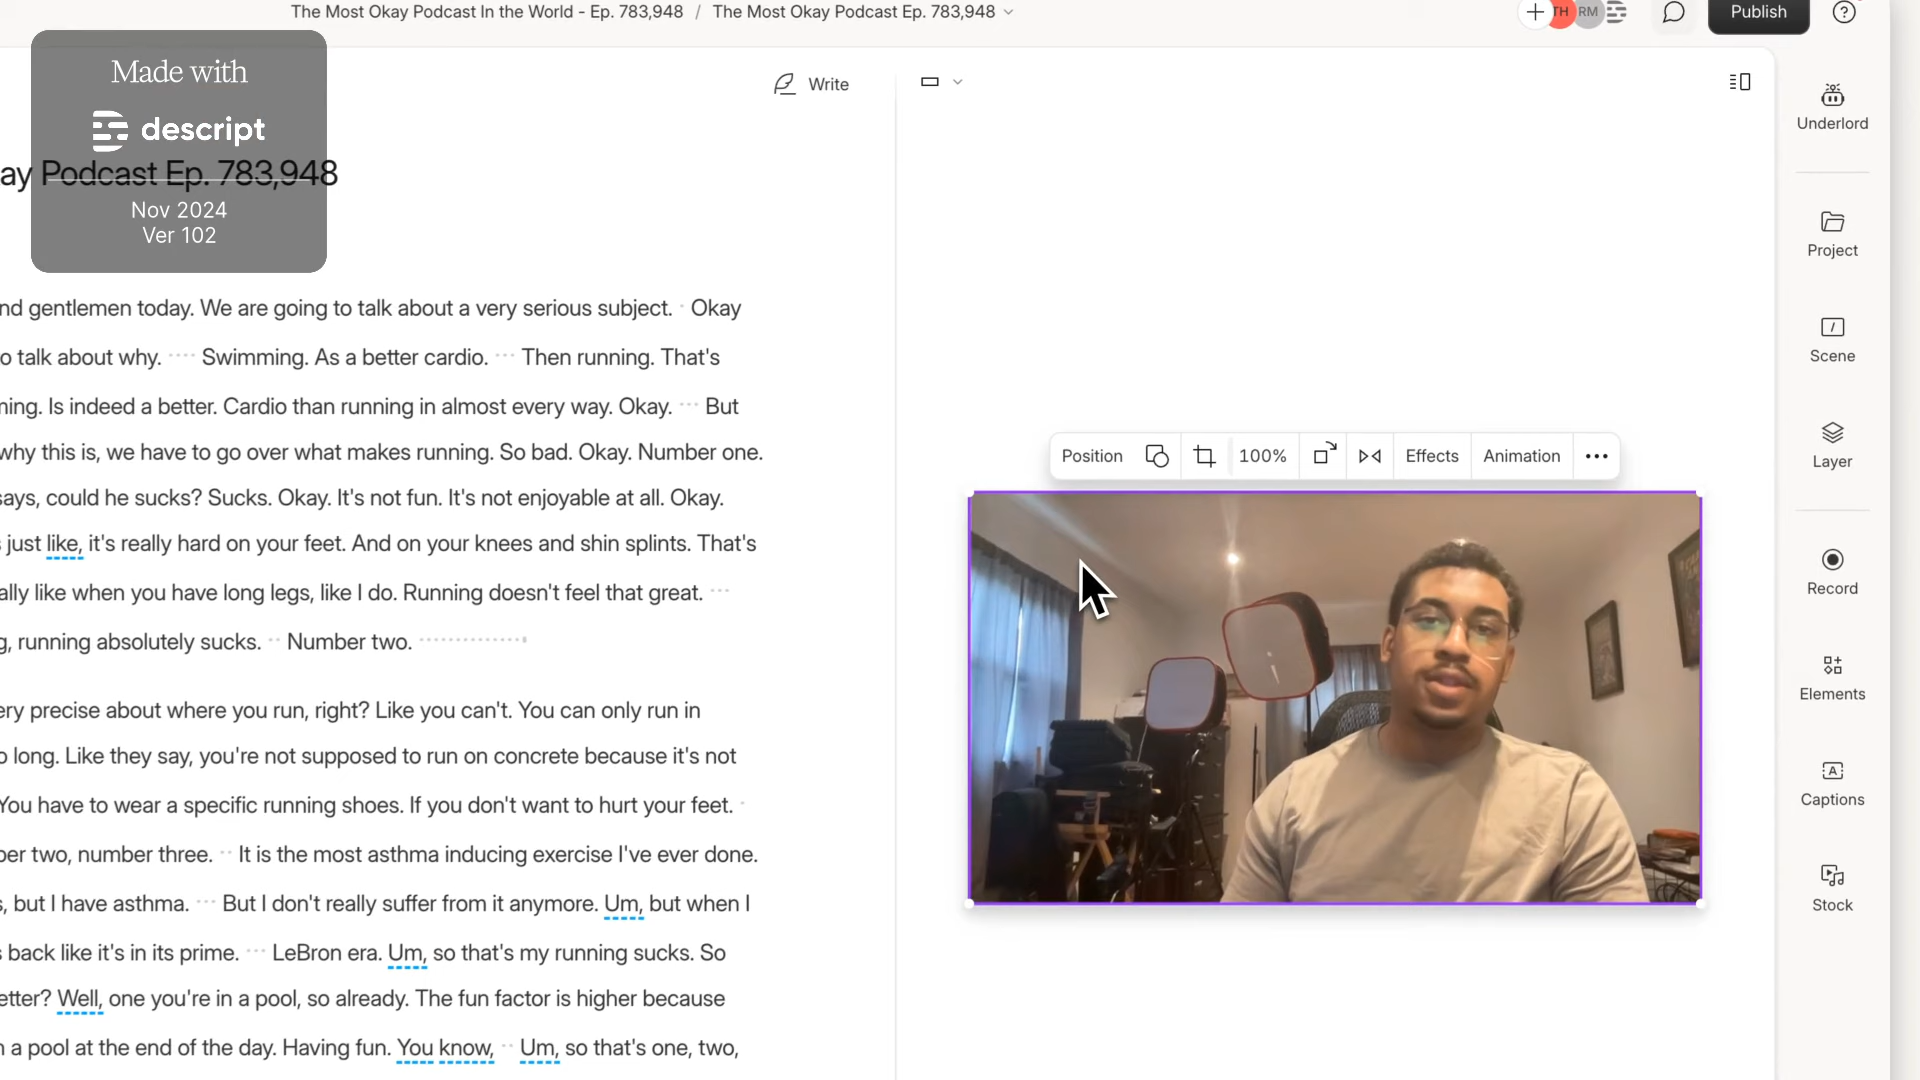 The Most Okay Podcast In the World - Ep. 783,948 / The Most Okay Podcast Ep. 783,948
TH RM Publish
Made with
descript
Nov 2024
Ver 102
Write
ay Podcast Ep. 783,948
nd gentlemen today. We are going to talk about a very serious subject. Okay
o talk about why. Swimming. As a better cardio. Then running. That's
ning. Is indeed a better. Cardio than running in almost every way. Okay. But
why this is, we have to go over what makes running. So bad. Okay. Number one.
says, could he sucks? Sucks. Okay. It's not fun. It's not enjoyable at all. Okay.
s just like, it's really hard on your feet. And on your knees and shin splints. That's
ally like when you have long legs, like I do. Running doesn't feel that great.
g, running absolutely sucks. Number two.
ery precise about where you run, right? Like you can't. You can only run in
o long. Like they say, you're not supposed to run on concrete because it's not
You have to wear a specific running shoes. If you don't want to hurt your feet.
ber two, number three. It is the most asthma inducing exercise I've ever done.
s, but I have asthma. But I don't really suffer from it anymore. Um, but when I
s back like it's in its prime. LeBron era. Um, so that's my running sucks. So
etter? Well, one you're in a pool, so already. The fun factor is higher because
n a pool at the end of the day. Having fun. You know, Um, so that's one, two,
Position 100% Effects Animation
Underlord
Project
Scene
Layer
Record
Elements
Captions
Stock